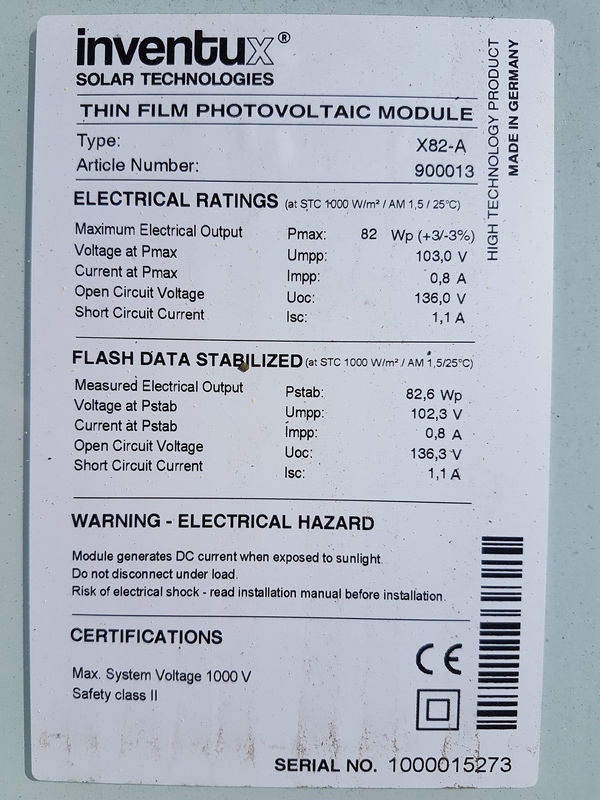 inventux®
SOLAR TECHNOLOGIES
THIN FILM PHOTOVOLTAIC MODULE
Type: X82-A
Article Number: 900013
ELECTRICAL RATINGS (at STC 1000 W/m² / AM 1,5 / 25°C)
Maximum Electrical Output Pmax: 82 Wp (+3/-3%)
Voltage at Pmax Umpp: 103,0 V
Current at Pmax Impp: 0,8 A
Open Circuit Voltage Uoc: 136,0 V
Short Circuit Current Isc: 1,1 A
FLASH DATA STABILIZED (at STC 1000 W/m² / AM 1,5/25°C)
Measured Electrical Output Pstab: 82,6 Wp
Voltage at Pstab Umpp: 102,3 V
Current at Pstab Impp: 0,8 A
Open Circuit Voltage Uoc: 136,3 V
Short Circuit Current Isc: 1,1 A
WARNING - ELECTRICAL HAZARD
Module generates DC current when exposed to sunlight.
Do not disconnect under load.
Risk of electrical shock - read installation manual before installation.
CERTIFICATIONS
CE
Max. System Voltage 1000 V
Safety class II
SERIAL NO. 1000015273
HIGH TECHNOLOGY PRODUCT
MADE IN GERMANY